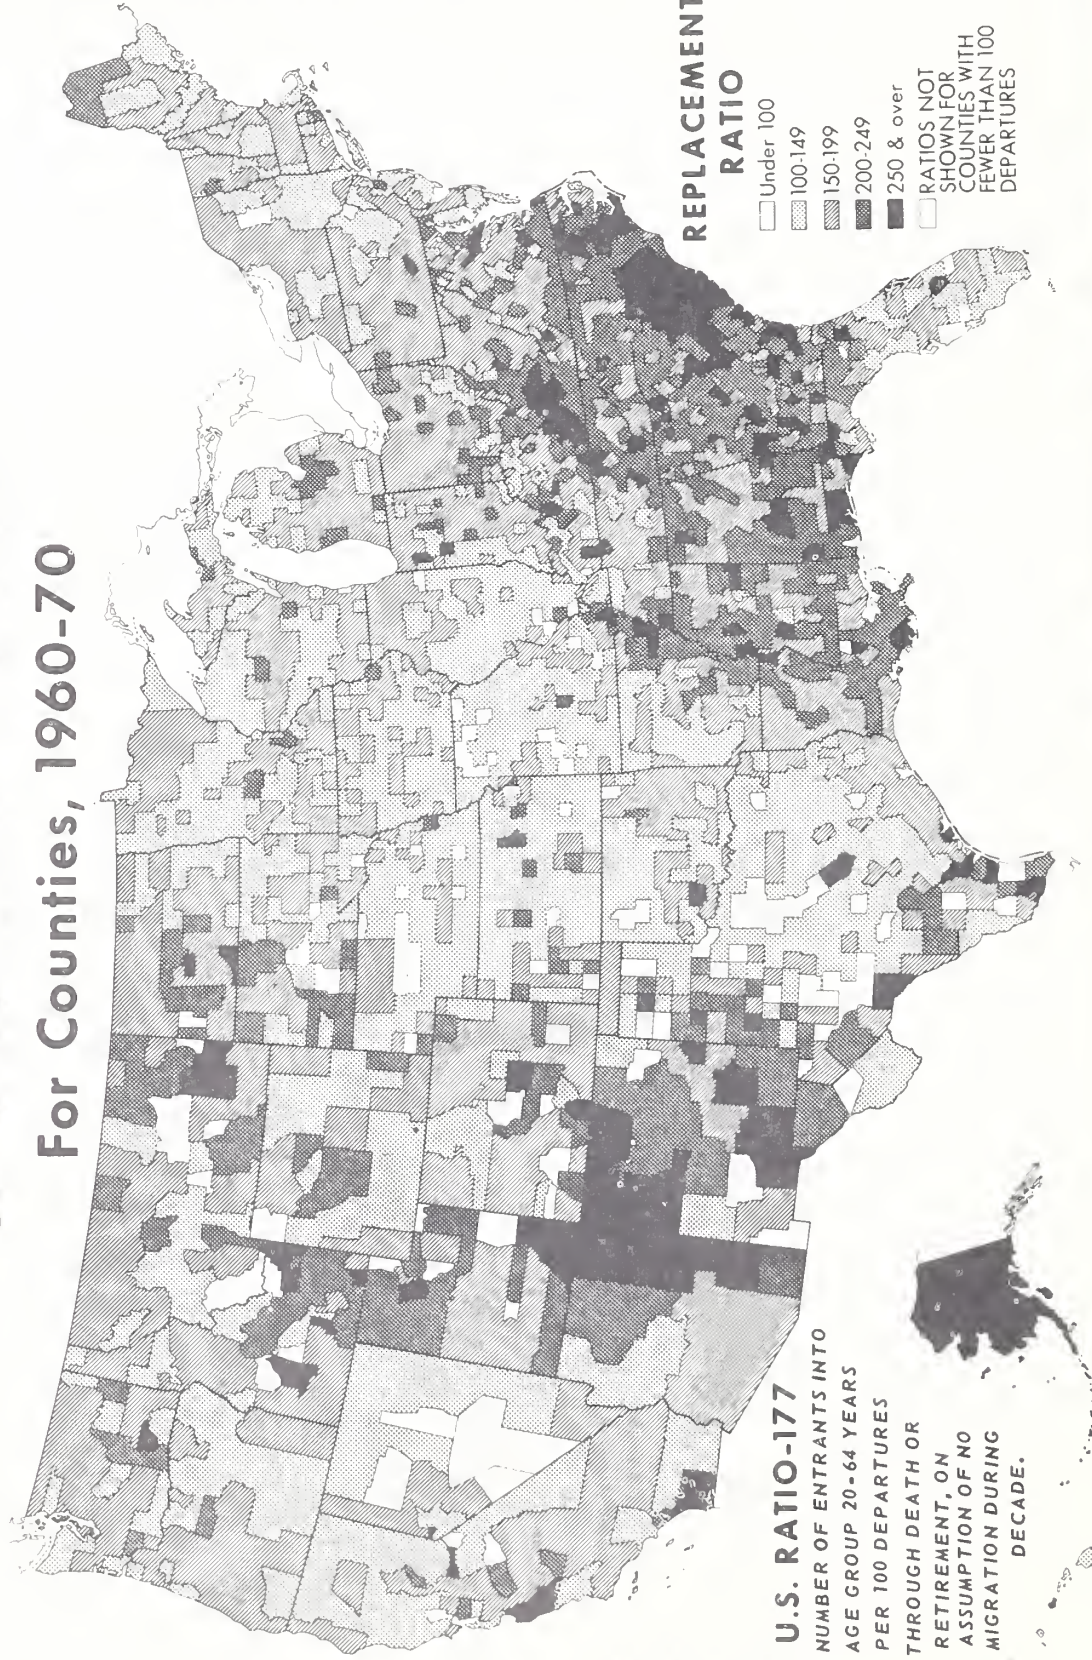 For Counties, 1960-70
REPLACEMENT
RATIO
Under 100
100-149
150-199
200-249
250 & over
RATIOS NOT
SHOWN FOR
COUNTIES WITH
FEWER THAN 100
DEPARTURES
U.S. RATIO-177
NUMBER OF ENTRANTS INTO
AGE GROUP 20-64 YEARS
PER 100 DEPARTURES
THROUGH DEATH OR
RETIREMENT, ON
ASSUMPTION OF NO
MIGRATION DURING
DECADE.